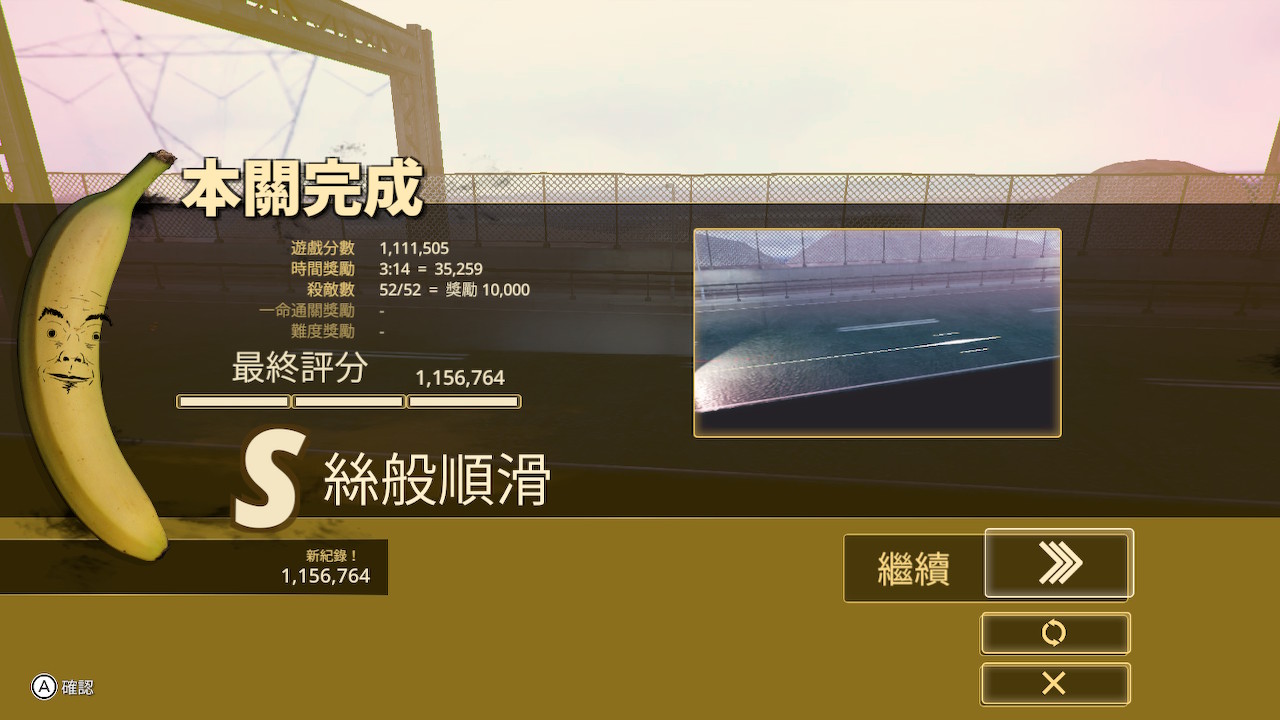 本關完成
遊戲分數 1,111,505
時間獎勵 3:14 = 35,259
殺敵數 52/52 = 獎勵 10,000
一命通關獎勵 -
難度獎勵 -
最終評分 1,156,764
S 絲般順滑
新紀錄！
1,156,764
繼續
A 確認